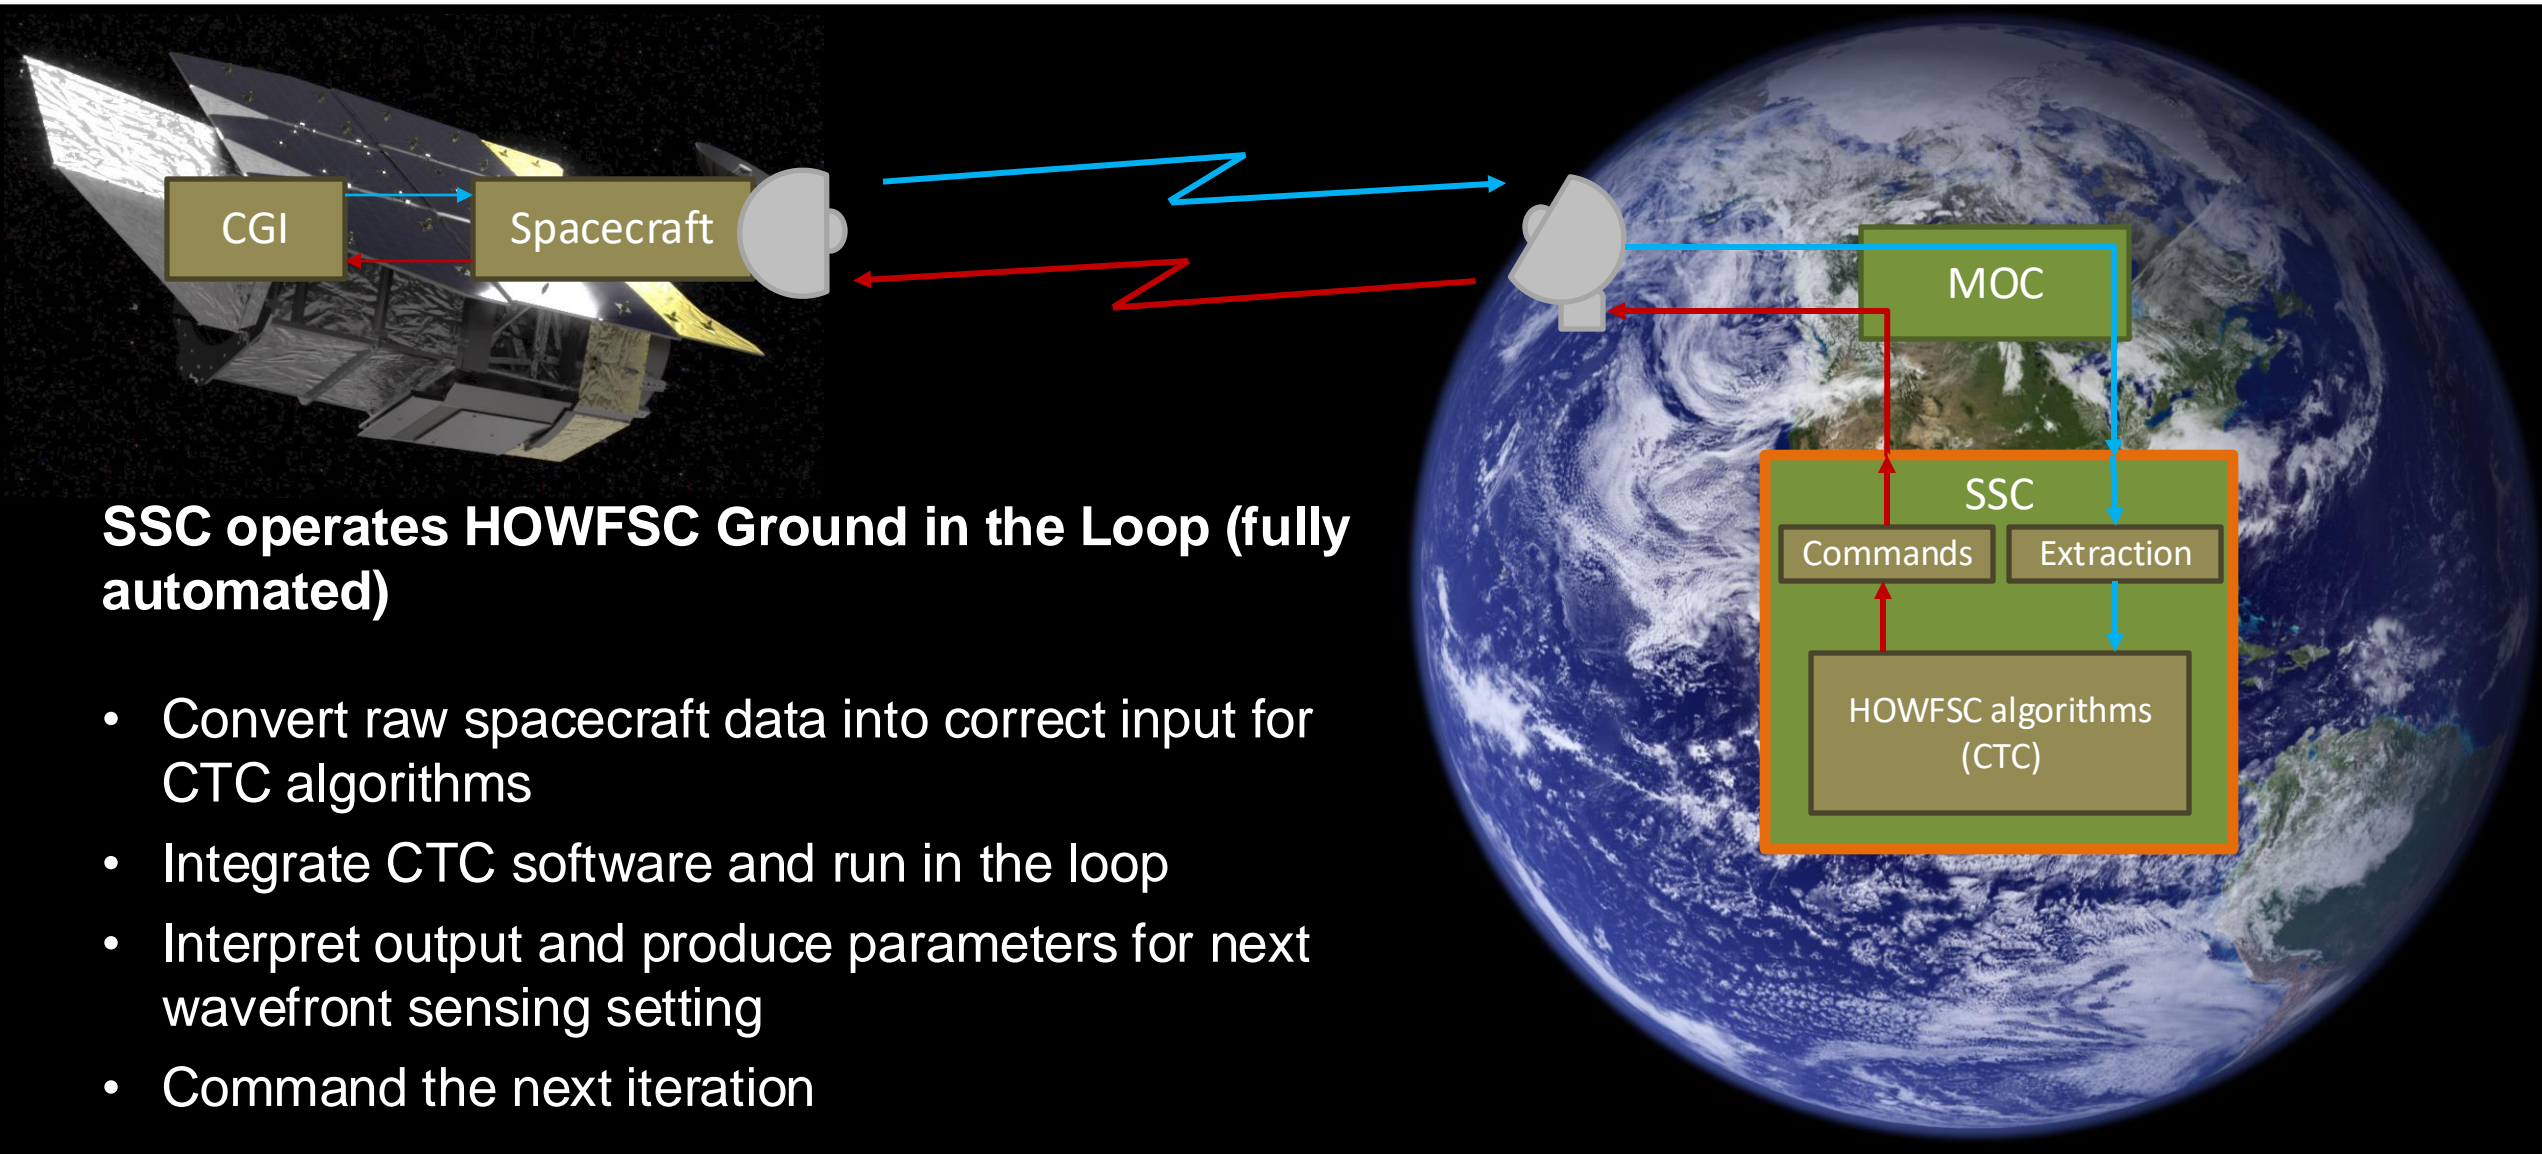 CGI
Spacecraft
MOC
SSC
Commands
Extraction
HOWFSC algorithms
(CTC)
SSC operates HOWFSC Ground in the Loop (fully
automated)
• Convert raw spacecraft data into correct input for
CTC algorithms
• Integrate CTC software and run in the loop
• Interpret output and produce parameters for next
wavefront sensing setting
• Command the next iteration